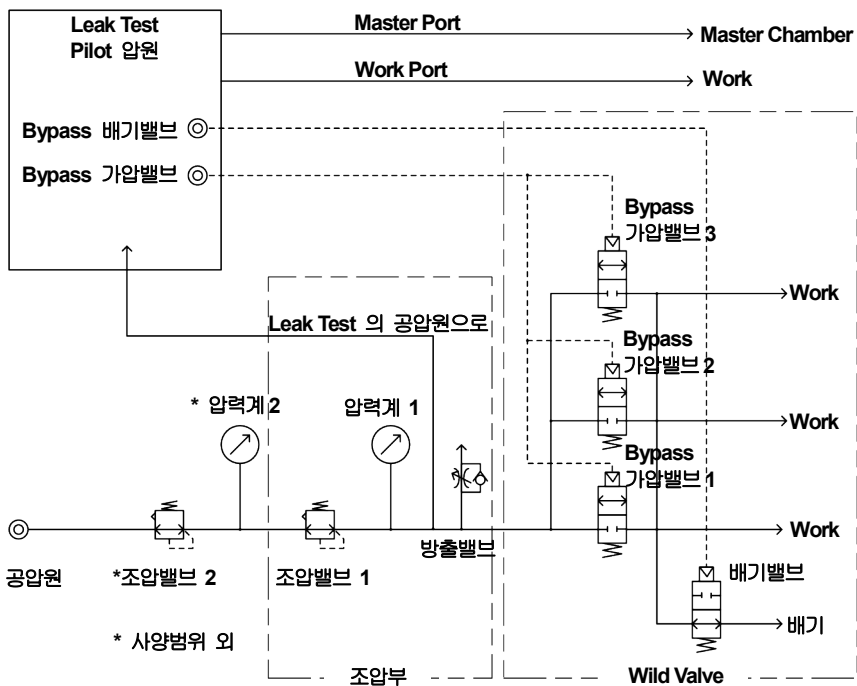 Leak Test
Pilot 압원
Master Port
Master Chamber
Work Port
Work
Bypass 배기밸브
Bypass 가압밸브
Bypass
가압밸브 3
Work
Leak Test 의 공압원으로
Bypass
가압밸브 2
* 압력계 2
압력계 1
Work
Bypass
가압밸브 1
Work
방출밸브
공압원
*조압밸브 2
조압밸브 1
배기밸브
배기
* 사양범위 외
조압부
Wild Valve